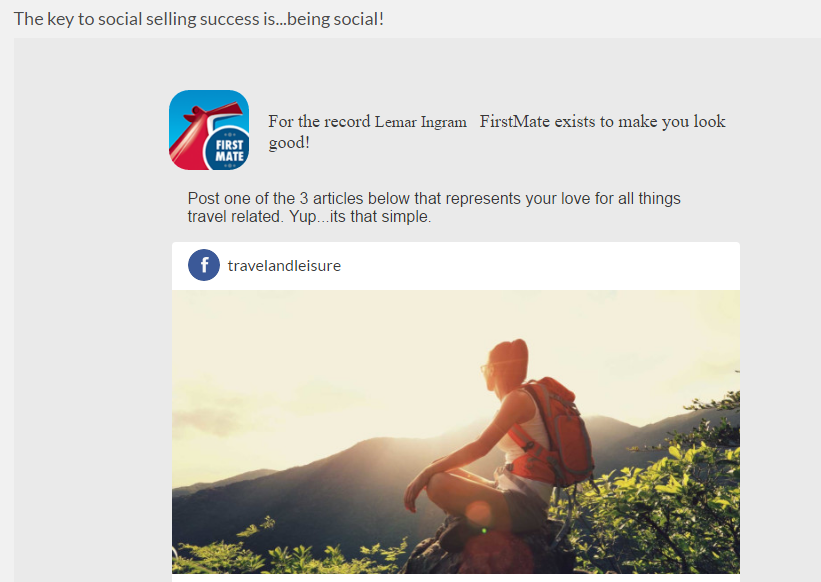 The key to social selling success is...being social!
FIRST
MATE
For the record Lemar Ingram FirstMate exists to make you look
good!
Post one of the 3 articles below that represents your love for all things
travel related. Yup...its that simple.
f travelandleisure